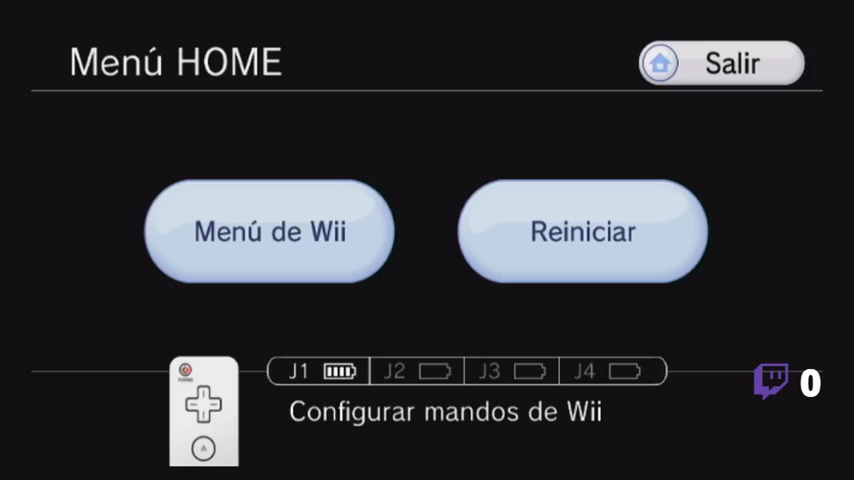 Menú HOME
Salir
Menú de Wii
Reiniciar
J1 J2 J3 J4
0
Configurar mandos de Wii
A